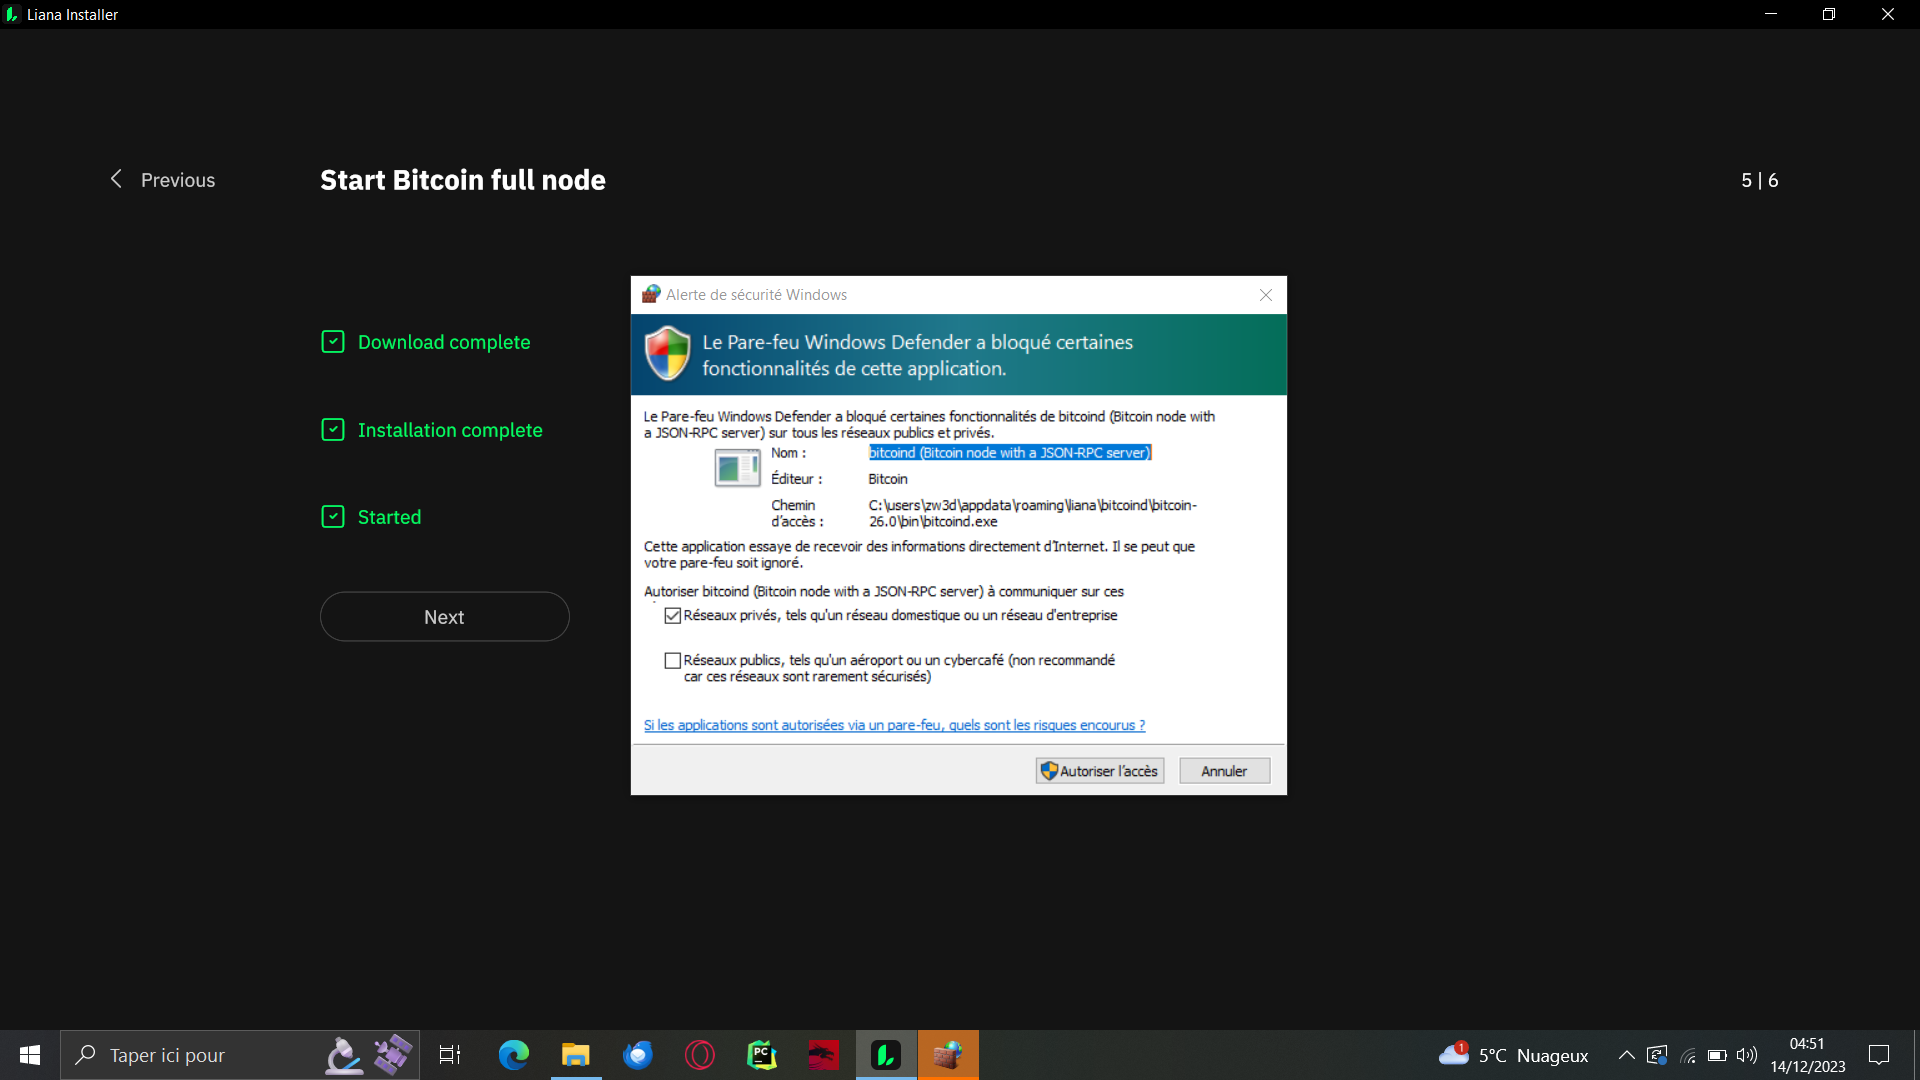 Liana Installer
Previous
Start Bitcoin full node
5 | 6
Download complete
Installation complete
Started
Next
Alerte de sécurité Windows
Le Pare-feu Windows Defender a bloqué certaines
fonctionnalités de cette application.
Le Pare-feu Windows Defender a bloqué certaines fonctionnalités de bitcoind (Bitcoin node with
a JSON-RPC server) sur tous les réseaux publics et privés.
Nom : bitcoind (Bitcoin node with a JSON-RPC server)
Éditeur : Bitcoin
Chemin C:\users\zw3d\appdata\roaming\liana\bitcoind\bitcoin-
d'accès : 26.0\bin\bitcoind.exe
Cette application essaye de recevoir des informations directement d'Internet. Il se peut que
votre pare-feu soit ignoré.
Autoriser bitcoind (Bitcoin node with a JSON-RPC server) à communiquer sur ces
Réseaux privés, tels qu'un réseau domestique ou un réseau d'entreprise
Réseaux publics, tels qu'un aéroport ou un cybercafé (non recommandé
car ces réseaux sont rarement sécurisés)
Si les applications sont autorisées via un pare-feu, quels sont les risques encourus ?
Autoriser l'accès
Annuler
Taper ici pour
PC
1
5°C Nuageux
04:51
14/12/2023